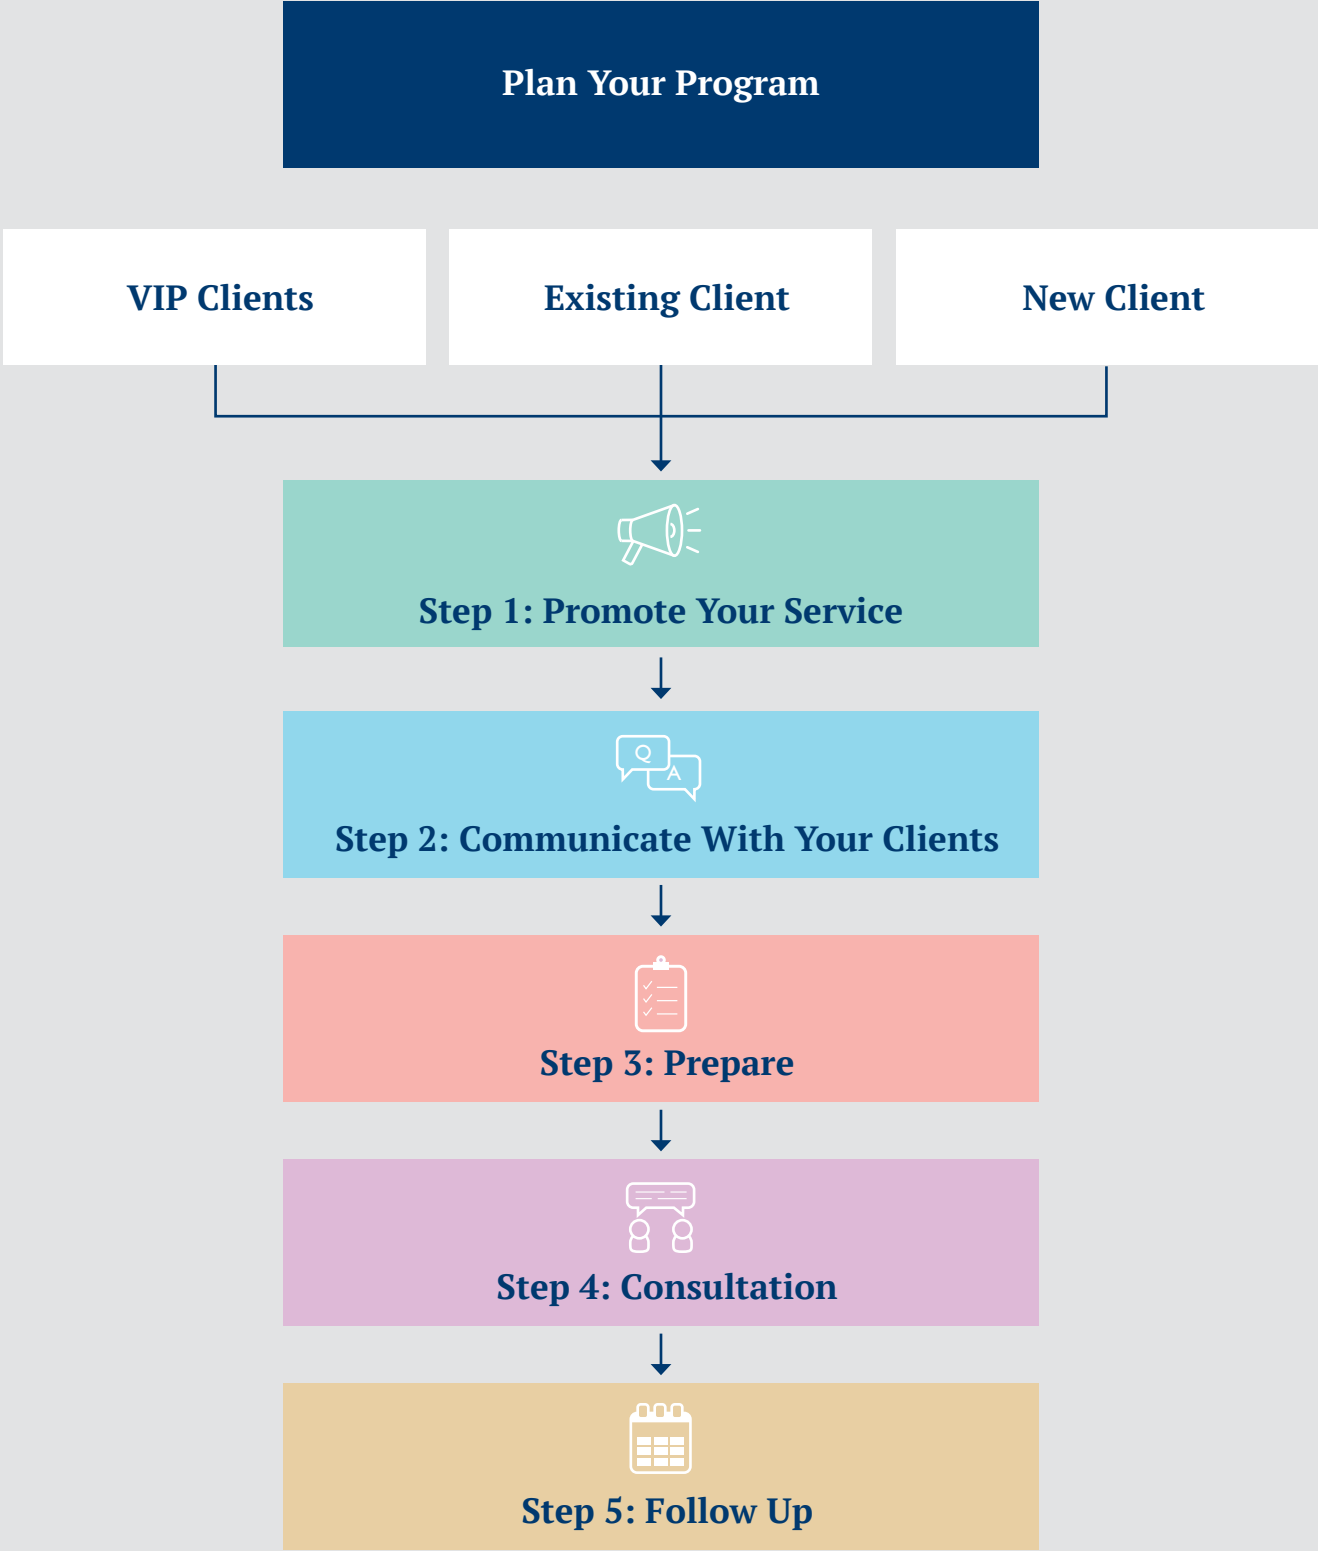 Plan Your Program
VIP Clients
Existing Client
New Client
Step 1: Promote Your Service
Q
A
Step 2: Communicate With Your Clients
Step 3: Prepare
Step 4: Consultation
Step 5: Follow Up